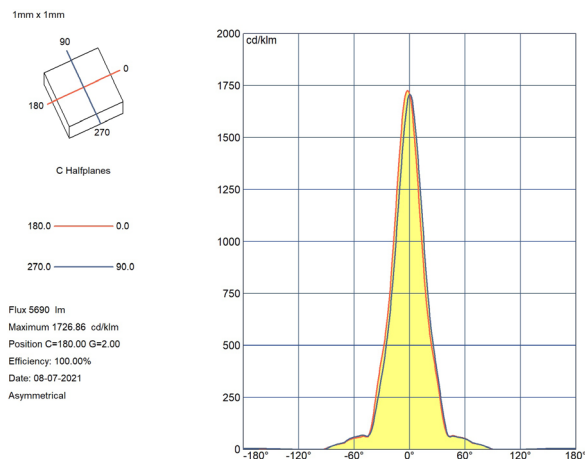 1mm x 1mm
90
0
180
270
C Halfplanes
180.0 0.0
270.0 90.0
Flux 5690 lm
Maximum 1726.86 cd/klm
Position C=180.00 G=2.00
Efficiency: 100.00%
Date: 08-07-2021
Asymmetrical
2000
cd/klm
1750
1500
1250
1000
750
500
250
0
-180° -120° -60° 0° 60° 120° 180°